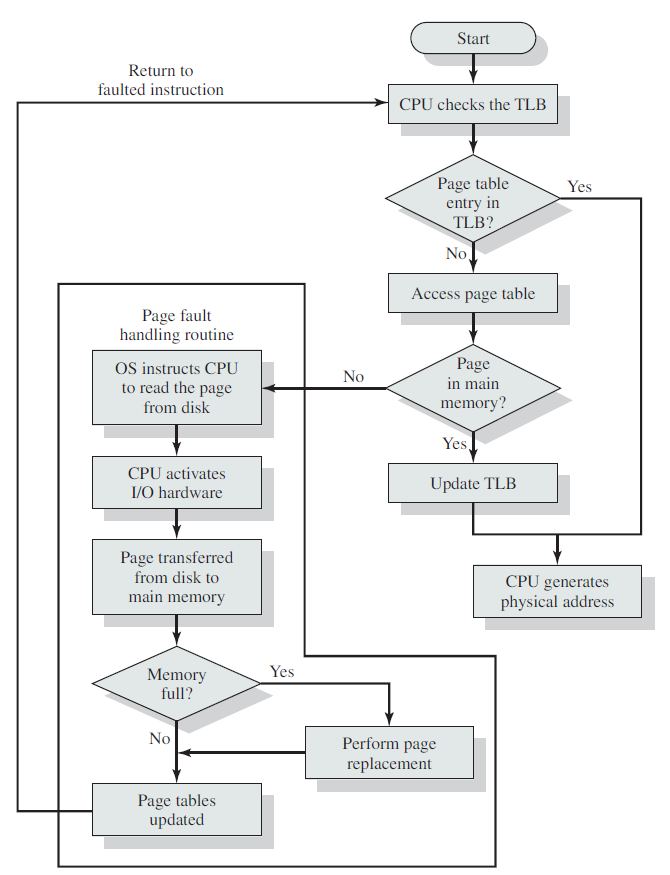 Start
Return to
faulted instruction
CPU checks the TLB
Page table
entry in
TLB?
Yes
No
Access page table
Page
in main
memory?
No
Yes
Update TLB
CPU generates
physical address
Page fault
handling routine
OS instructs CPU
to read the page
from disk
CPU activates
I/O hardware
Page transferred
from disk to
main memory
Memory
full?
Yes
No
Perform page
replacement
Page tables
updated